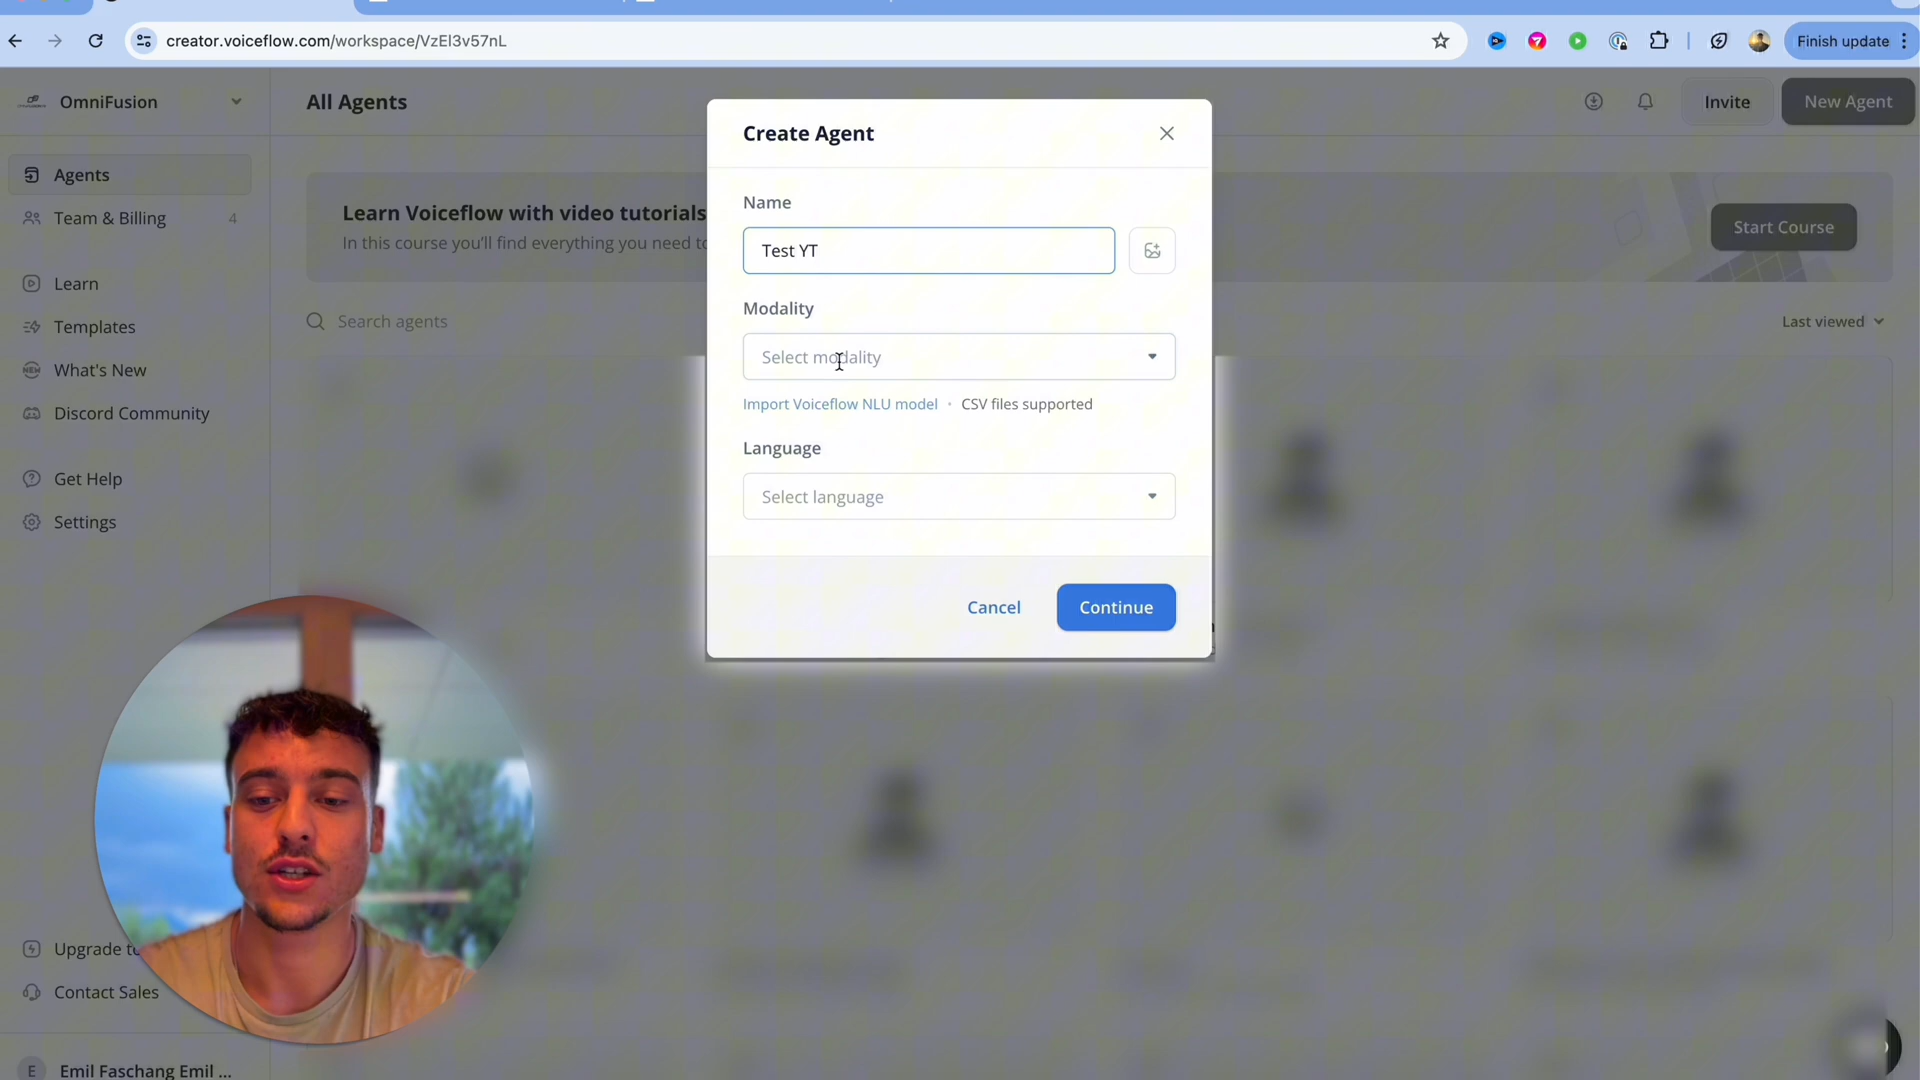 creator.voiceflow.com/workspace/VzEl3v57nL
Finish update
OmniFusion
All Agents
Invite
New Agent
Agents
Team & Billing 4
Learn
Templates
What's New
Discord Community
Get Help
Settings
Learn Voiceflow with video tutorials
In this course you'll find everything you need to
Start Course
Search agents
Last viewed
Create Agent
Name
Test YT
Modality
Select modality
Import Voiceflow NLU model • CSV files supported
Language
Select language
Cancel
Continue
Upgrade
Contact Sales
E
Emil Faschang Emil ...